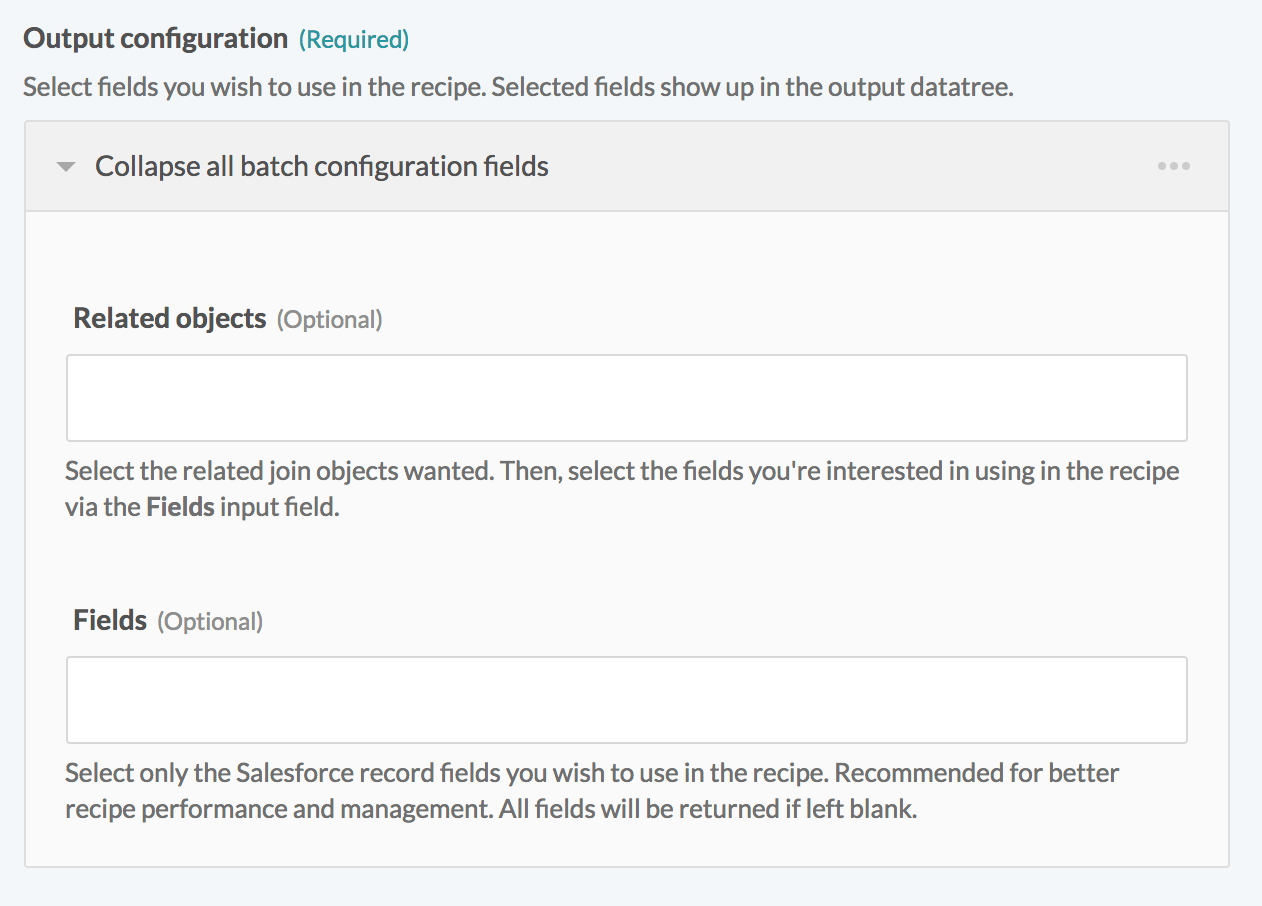 Output configuration (Required)
Select fields you wish to use in the recipe. Selected fields show up in the output datatree.
Collapse all batch configuration fields
Related objects (Optional)
Select the related join objects wanted. Then, select the fields you're interested in using in the recipe
via the Fields input field.
Fields (Optional)
Select only the Salesforce record fields you wish to use in the recipe. Recommended for better
recipe performance and management. All fields will be returned if left blank.